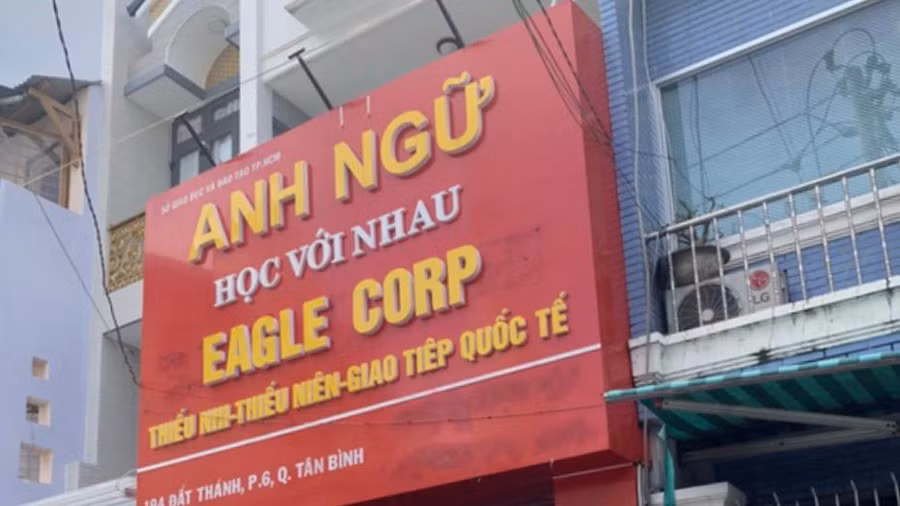 SỞ GIÁO DỤC VÀ ĐÀO TẠO TP.HCM
ANH NGỮ
HỌC VỚI NHAU
EAGLE CORP
THIẾU NHI-THIẾU NIÊN-GIAO TIẾP QUỐC TẾ
ĐẤT THÁNH, P.6, Q. TÂN BÌNH
LG